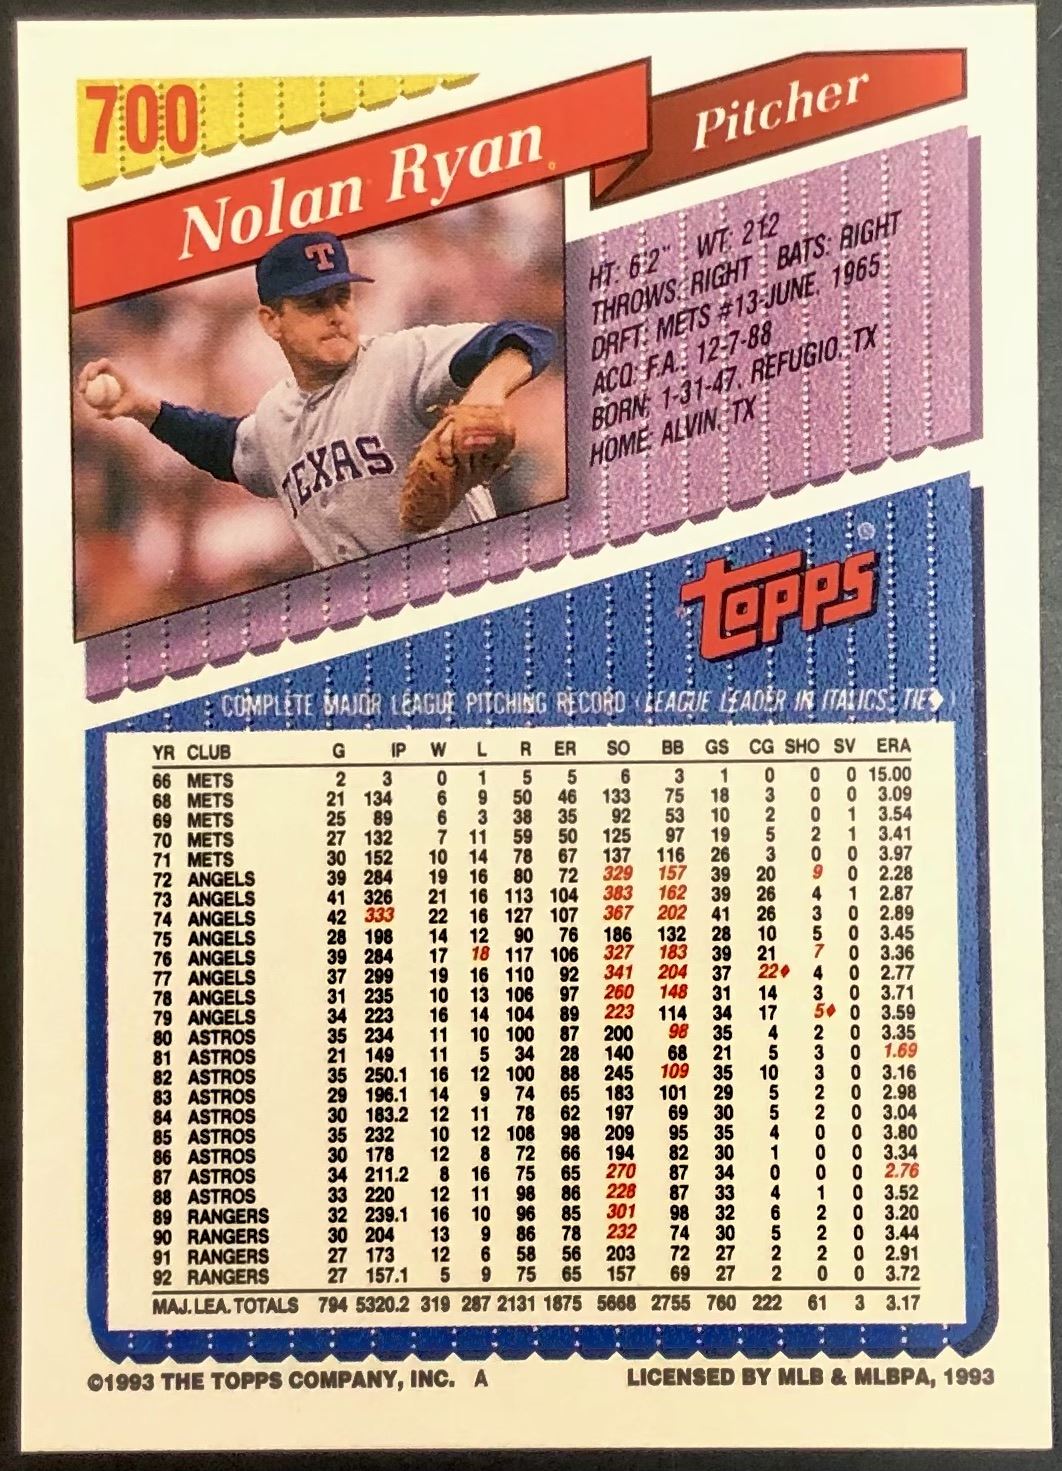 700
Nolan Ryan
Pitcher
T
TEXAS
HT: 6'2" WT: 212
THROWS: RIGHT BATS: RIGHT
DRFT: METS #13-JUNE, 1965
ACQ: F.A., 12-7-88
BORN: 1-31-47, REFUGIO, TX
HOME: ALVIN, TX
Topps®
COMPLETE MAJOR LEAGUE PITCHING RECORD (LEAGUE LEADER IN ITALICS, TIE♦)
YR CLUB G IP W L R ER SO BB GS CG SHO SV ERA
66 METS 2 3 0 1 5 5 6 3 1 0 0 0 15.00
68 METS 21 134 6 9 50 46 133 75 18 3 0 0 3.09
69 METS 25 89 6 3 38 35 92 53 10 2 0 1 3.54
70 METS 27 132 7 11 59 50 125 97 19 5 2 1 3.41
71 METS 30 152 10 14 78 67 137 116 26 3 0 0 3.97
72 ANGELS 39 284 19 16 80 72 329 157 39 20 9 0 2.28
73 ANGELS 41 326 21 16 113 104 383 162 39 26 4 1 2.87
74 ANGELS 42 333 22 16 127 107 367 202 41 26 3 0 2.89
75 ANGELS 28 198 14 12 90 76 186 132 28 10 5 0 3.45
76 ANGELS 39 284 17 18 117 106 327 183 39 21 7 0 3.36
77 ANGELS 37 299 19 16 110 92 341 204 37 22♦ 4 0 2.77
78 ANGELS 31 235 10 13 106 97 260 148 31 14 3 0 3.71
79 ANGELS 34 223 16 14 104 89 223 114 34 17 5♦ 0 3.59
80 ASTROS 35 234 11 10 100 87 200 98 35 4 2 0 3.35
81 ASTROS 21 149 11 5 34 28 140 68 21 5 3 0 1.69
82 ASTROS 35 250.1 16 12 100 88 245 109 35 10 3 0 3.16
83 ASTROS 29 196.1 14 9 74 65 183 101 29 5 2 0 2.98
84 ASTROS 30 183.2 12 11 78 62 197 69 30 5 2 0 3.04
85 ASTROS 35 232 10 12 108 98 209 95 35 4 0 0 3.80
86 ASTROS 30 178 12 8 72 66 194 82 30 1 0 0 3.34
87 ASTROS 34 211.2 8 16 75 65 270 87 34 0 0 0 2.76
88 ASTROS 33 220 12 11 98 86 228 87 33 4 1 0 3.52
89 RANGERS 32 239.1 16 10 96 85 301 98 32 6 2 0 3.20
90 RANGERS 30 204 13 9 86 78 232 74 30 5 2 0 3.44
91 RANGERS 27 173 12 6 58 56 203 72 27 2 2 0 2.91
92 RANGERS 27 157.1 5 9 75 65 157 69 27 2 0 0 3.72
MAJ. LEA. TOTALS 794 5320.2 319 287 2131 1875 5668 2755 760 222 61 3 3.17
©1993 THE TOPPS COMPANY, INC. A
LICENSED BY MLB & MLBPA, 1993